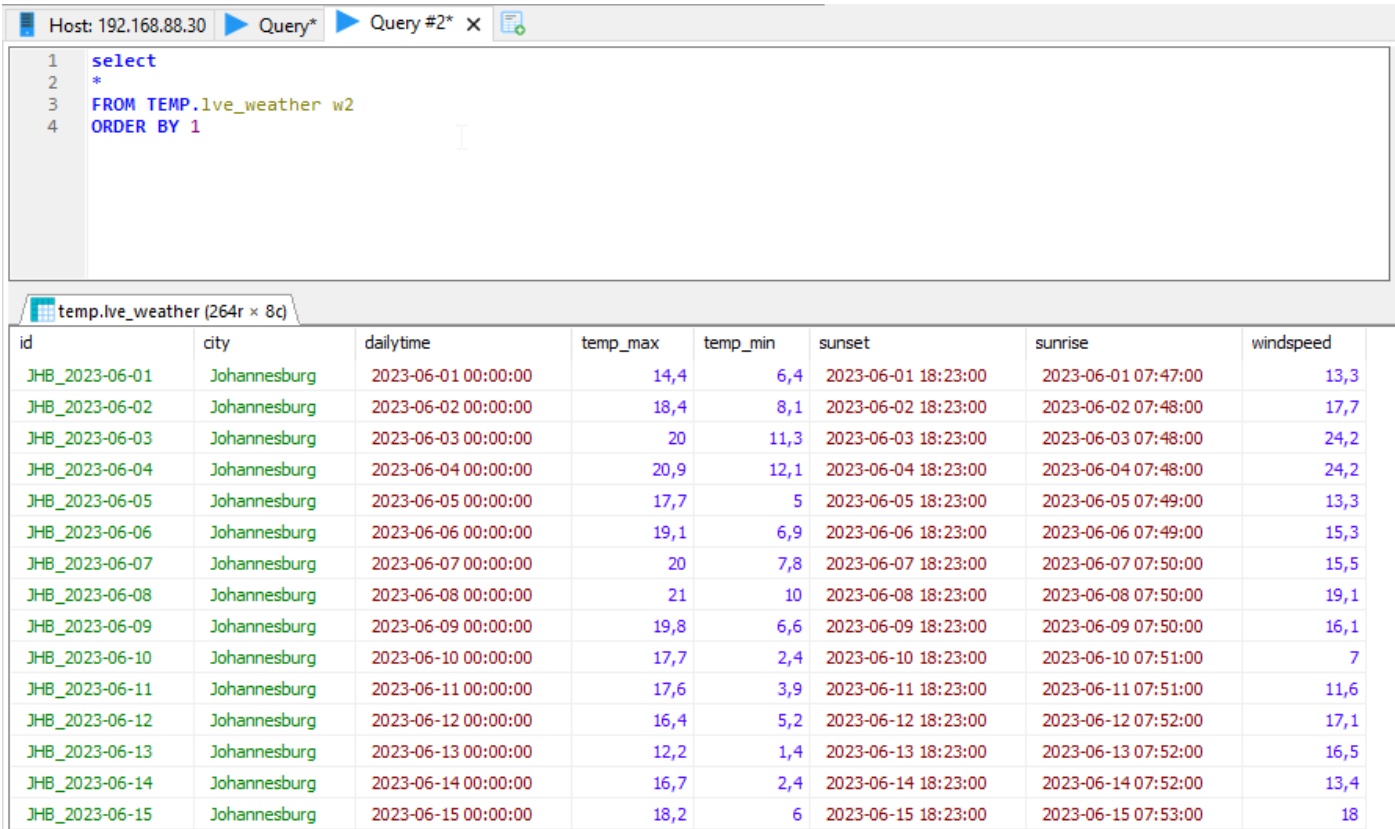 Host: 192.168.88.30 Query* Query #2*
1 select
2 *
3 FROM TEMP.lve_weather w2
4 ORDER BY 1
temp.lve_weather (264r × 8c)
id city dailytime temp_max temp_min sunset sunrise windspeed
JHB_2023-06-01 Johannesburg 2023-06-01 00:00:00 14,4 6,4 2023-06-01 18:23:00 2023-06-01 07:47:00 13,3
JHB_2023-06-02 Johannesburg 2023-06-02 00:00:00 18,4 8,1 2023-06-02 18:23:00 2023-06-02 07:48:00 17,7
JHB_2023-06-03 Johannesburg 2023-06-03 00:00:00 20 11,3 2023-06-03 18:23:00 2023-06-03 07:48:00 24,2
JHB_2023-06-04 Johannesburg 2023-06-04 00:00:00 20,9 12,1 2023-06-04 18:23:00 2023-06-04 07:48:00 24,2
JHB_2023-06-05 Johannesburg 2023-06-05 00:00:00 17,7 5 2023-06-05 18:23:00 2023-06-05 07:49:00 13,3
JHB_2023-06-06 Johannesburg 2023-06-06 00:00:00 19,1 6,9 2023-06-06 18:23:00 2023-06-06 07:49:00 15,3
JHB_2023-06-07 Johannesburg 2023-06-07 00:00:00 20 7,8 2023-06-07 18:23:00 2023-06-07 07:50:00 15,5
JHB_2023-06-08 Johannesburg 2023-06-08 00:00:00 21 10 2023-06-08 18:23:00 2023-06-08 07:50:00 19,1
JHB_2023-06-09 Johannesburg 2023-06-09 00:00:00 19,8 6,6 2023-06-09 18:23:00 2023-06-09 07:50:00 16,1
JHB_2023-06-10 Johannesburg 2023-06-10 00:00:00 17,7 2,4 2023-06-10 18:23:00 2023-06-10 07:51:00 7
JHB_2023-06-11 Johannesburg 2023-06-11 00:00:00 17,6 3,9 2023-06-11 18:23:00 2023-06-11 07:51:00 11,6
JHB_2023-06-12 Johannesburg 2023-06-12 00:00:00 16,4 5,2 2023-06-12 18:23:00 2023-06-12 07:52:00 17,1
JHB_2023-06-13 Johannesburg 2023-06-13 00:00:00 12,2 1,4 2023-06-13 18:23:00 2023-06-13 07:52:00 16,5
JHB_2023-06-14 Johannesburg 2023-06-14 00:00:00 16,7 2,4 2023-06-14 18:23:00 2023-06-14 07:52:00 13,4
JHB_2023-06-15 Johannesburg 2023-06-15 00:00:00 18,2 6 2023-06-15 18:23:00 2023-06-15 07:53:00 18